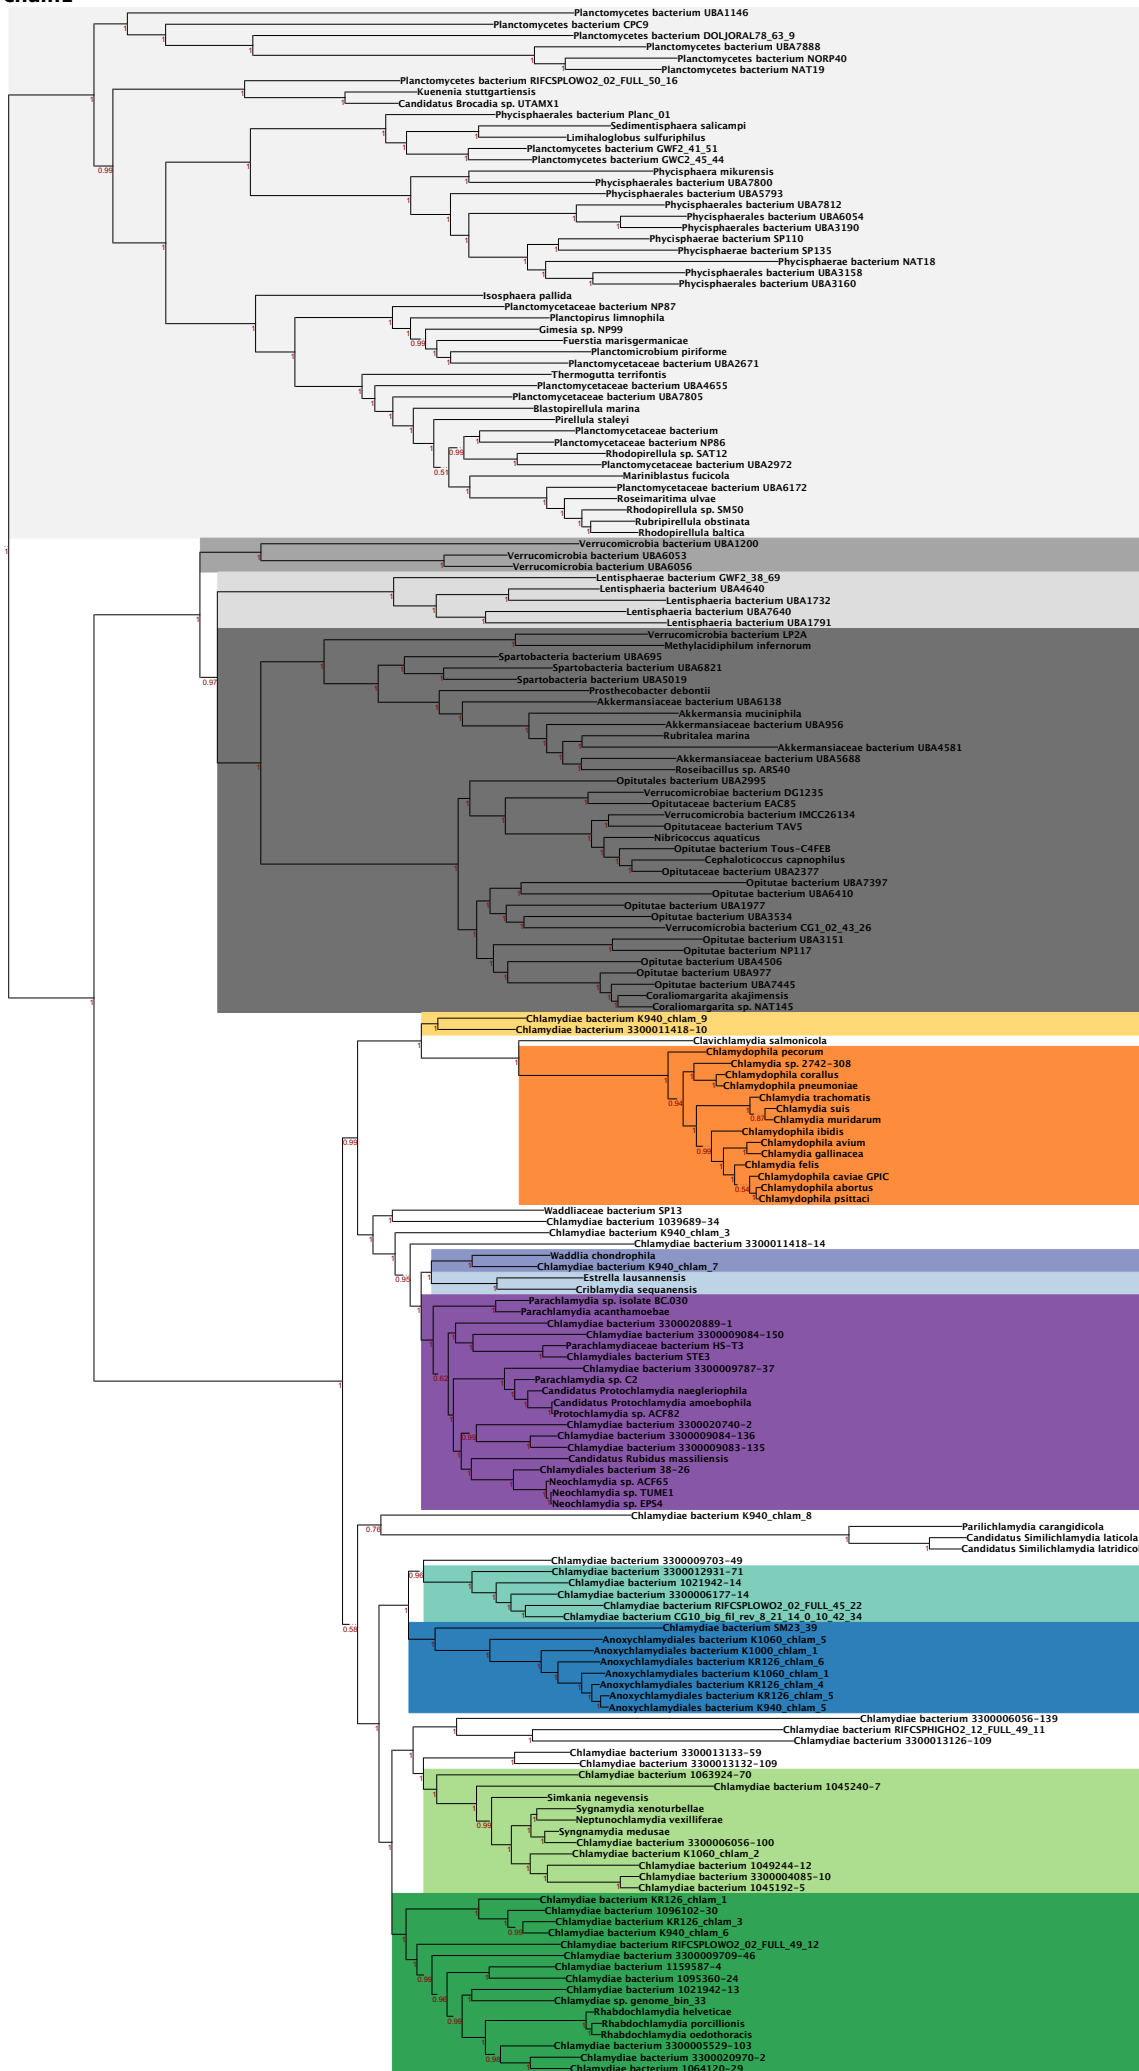 Planctomycetes bacterium UBA1146
Planctomycetes bacterium CPC9
Planctomycetes bacterium DOLJORAL78_63_9
Planctomycetes bacterium UBA7888
Planctomycetes bacterium NORP40
Planctomycetes bacterium NAT19
Planctomycetes bacterium RIFCSPLOWO2_02_FULL_50_16
Kuenenia stuttgartiensis
Candidatus Brocadia sp. UTAMX1
Phycisphaerales bacterium Planc_01
Sedimentisphaera salicampi
Limihaloglobus sulfuriphilus
Planctomycetes bacterium GWF2_41_51
Planctomycetes bacterium GWC2_45_44
Phycisphaera mikurensis
Phycisphaerales bacterium UBA7800
Phycisphaerales bacterium UBA5793
Phycisphaerales bacterium UBA7812
Phycisphaerales bacterium UBA6054
Phycisphaerales bacterium UBA3190
Phycisphaerae bacterium SP110
Phycisphaerae bacterium SP135
Phycisphaerae bacterium NAT18
Phycisphaerales bacterium UBA3158
Phycisphaerales bacterium UBA3160
Isosphaera pallida
Planctomycetaceae bacterium NP87
Planctopirus limnophila
Gimesia sp. NP99
Fuerstia marisgermanicae
Planctomicrobium piriforme
Planctomycetaceae bacterium UBA2671
Thermogutta terrifontis
Planctomycetaceae bacterium UBA4655
Planctomycetaceae bacterium UBA7805
Blastopirellula marina
Pirellula staleyi
Planctomycetaceae bacterium
Planctomycetaceae bacterium NP86
Rhodopirellula sp. SAT12
Planctomycetaceae bacterium UBA2972
Mariniblastus fucicola
Planctomycetaceae bacterium UBA6172
Roseimaritima ulvae
Rhodopirellula sp. SM50
Rubripirellula obstinata
Rhodopirellula baltica
Verrucomicrobia bacterium UBA1200
Verrucomicrobia bacterium UBA6053
Verrucomicrobia bacterium UBA6056
Lentisphaerae bacterium GWF2_38_69
Lentisphaeria bacterium UBA4640
Lentisphaeria bacterium UBA1732
Lentisphaeria bacterium UBA7640
Lentisphaeria bacterium UBA1791
Verrucomicrobia bacterium LP2A
Methylacidiphilum infernorum
Spartobacteria bacterium UBA695
Spartobacteria bacterium UBA6821
Spartobacteria bacterium UBA5019
Prosthecobacter debontii
Akkermansiaceae bacterium UBA6138
Akkermansia muciniphila
Akkermansiaceae bacterium UBA956
Rubritalea marina
Akkermansiaceae bacterium UBA4581
Akkermansiaceae bacterium UBA5688
Roseibacillus sp. ARS40
Opitutales bacterium UBA2995
Verrucomicrobiae bacterium DG1235
Opitutaceae bacterium EAC85
Verrucomicrobia bacterium IMCC26134
Opitutaceae bacterium TAV5
Nibricoccus aquaticus
Opitutae bacterium Tous-C4FEB
Cephaloticoccus capnophilus
Opitutaceae bacterium UBA2377
Opitutae bacterium UBA7397
Opitutae bacterium UBA6410
Opitutae bacterium UBA1977
Opitutae bacterium UBA3534
Verrucomicrobia bacterium CG1_02_43_26
Opitutae bacterium UBA3151
Opitutae bacterium NP117
Opitutae bacterium UBA4506
Opitutae bacterium UBA977
Opitutae bacterium UBA7445
Coraliomargarita akajimensis
Coraliomargarita sp. NAT145
Chlamydiae bacterium K940_chlam_9
Chlamydiae bacterium 3300011418-10
Clavichlamydia salmonicola
Chlamydophila pecorum
Chlamydia sp. 2742-308
Chlamydophila corallus
Chlamydophila pneumoniae
Chlamydia trachomatis
Chlamydia suis
Chlamydia muridarum
Chlamydophila ibidis
Chlamydophila avium
Chlamydia gallinacea
Chlamydia felis
Chlamydophila caviae GPIC
Chlamydophila abortus
Chlamydophila psittaci
Waddliaceae bacterium SP13
Chlamydiae bacterium 1039689-34
Chlamydiae bacterium K940_chlam_3
Chlamydiae bacterium 3300011418-14
Waddlia chondrophila
Chlamydiae bacterium K940_chlam_7
Estrella lausannensis
Criblamydia sequanensis
Parachlamydia sp. isolate BC.030
Parachlamydia acanthamoebae
Chlamydiae bacterium 3300020889-1
Chlamydiae bacterium 3300009084-150
Parachlamydiaceae bacterium HS-T3
Chlamydiales bacterium STE3
Chlamydiae bacterium 3300009787-37
Parachlamydia sp. C2
Candidatus Protochlamydia naegleriophila
Candidatus Protochlamydia amoebophila
Protochlamydia sp. ACF82
Chlamydiae bacterium 3300020740-2
Chlamydiae bacterium 3300009084-136
Chlamydiae bacterium 3300009083-135
Candidatus Rubidus massiliensis
Chlamydiales bacterium 38-26
Neochlamydia sp. ACF65
Neochlamydia sp. TUME1
Neochlamydia sp. EPS4
Chlamydiae bacterium K940_chlam_8
Parilichlamydia carangidicola
Candidatus Similichlamydia laticola
Candidatus Similichlamydia latridicol
Chlamydiae bacterium 3300009703-49
Chlamydiae bacterium 3300012931-71
Chlamydiae bacterium 1021942-14
Chlamydiae bacterium 3300006177-14
Chlamydiae bacterium RIFCSPLOWO2_02_FULL_45_22
Chlamydiae bacterium CG10_big_fil_rev_8_21_14_0_10_42_34
Chlamydiae bacterium SM23_39
Anoxychlamydiales bacterium K1060_chlam_5
Anoxychlamydiales bacterium K1000_chlam_1
Anoxychlamydiales bacterium KR126_chlam_6
Anoxychlamydiales bacterium K1060_chlam_1
Anoxychlamydiales bacterium KR126_chlam_4
Anoxychlamydiales bacterium KR126_chlam_5
Anoxychlamydiales bacterium K940_chlam_5
Chlamydiae bacterium 3300006056-139
Chlamydiae bacterium RIFCSPHIGHO2_12_FULL_49_11
Chlamydiae bacterium 3300013126-109
Chlamydiae bacterium 3300013133-59
Chlamydiae bacterium 3300013132-109
Chlamydiae bacterium 1063924-70
Chlamydiae bacterium 1045240-7
Simkania negevensis
Sygnamydia xenoturbellae
Neptunochlamydia vexilliferae
Syngnamydia medusae
Chlamydiae bacterium 3300006056-100
Chlamydiae bacterium K1060_chlam_2
Chlamydiae bacterium 1049244-12
Chlamydiae bacterium 3300004085-10
Chlamydiae bacterium 1045192-5
Chlamydiae bacterium KR126_chlam_1
Chlamydiae bacterium 1096102-30
Chlamydiae bacterium KR126_chlam_3
Chlamydiae bacterium K940_chlam_6
Chlamydiae bacterium RIFCSPLOWO2_02_FULL_49_12
Chlamydiae bacterium 3300009709-46
Chlamydiae bacterium 1159587-4
Chlamydiae bacterium 1095360-24
Chlamydiae bacterium 1021942-13
Chlamydiae sp. genome_bin_33
Rhabdochlamydia helveticae
Rhabdochlamydia porcillionis
Rhabdochlamydia oedothoracis
Chlamydiae bacterium 3300005529-103
Chlamydiae bacterium 3300020970-2
Chlamydiae bacterium 1064120-29